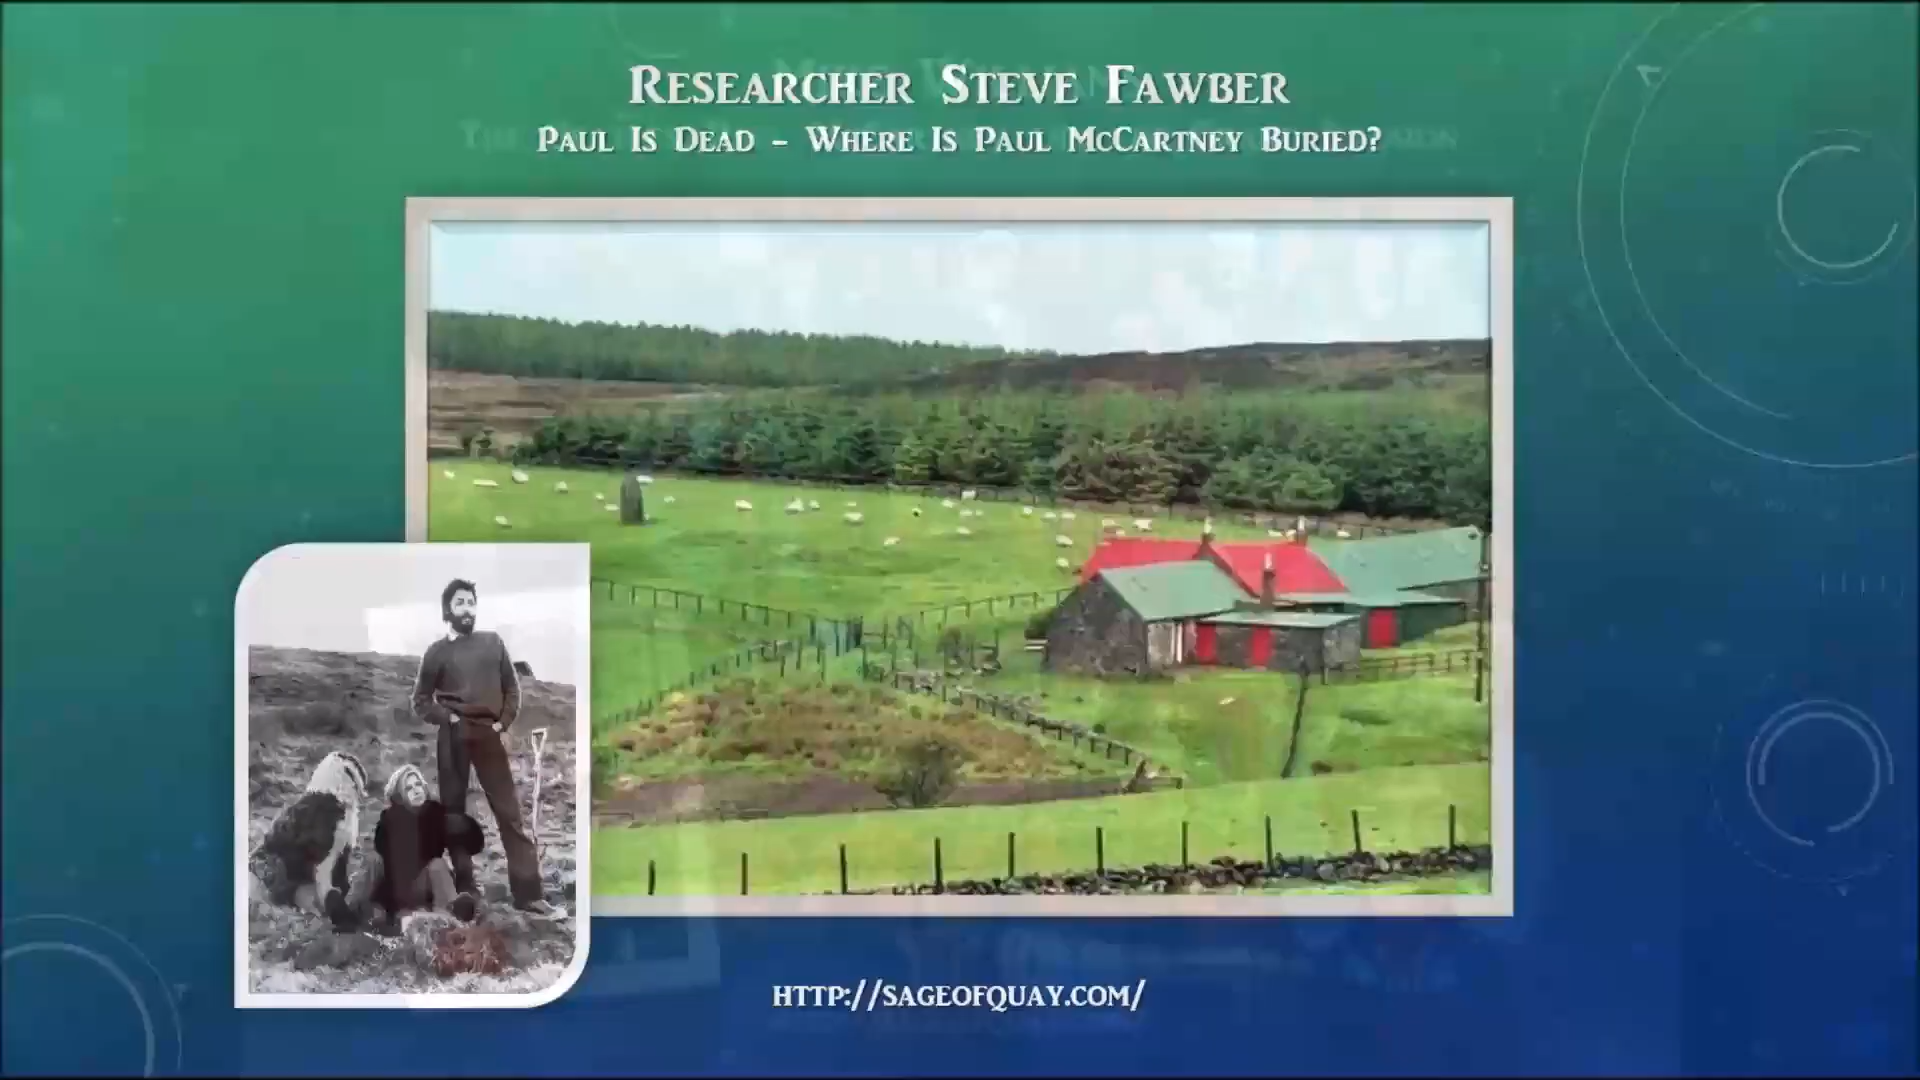 Researcher Steve Fawber
Paul Is Dead - Where Is Paul McCartney Buried?
http://sageofquay.com/